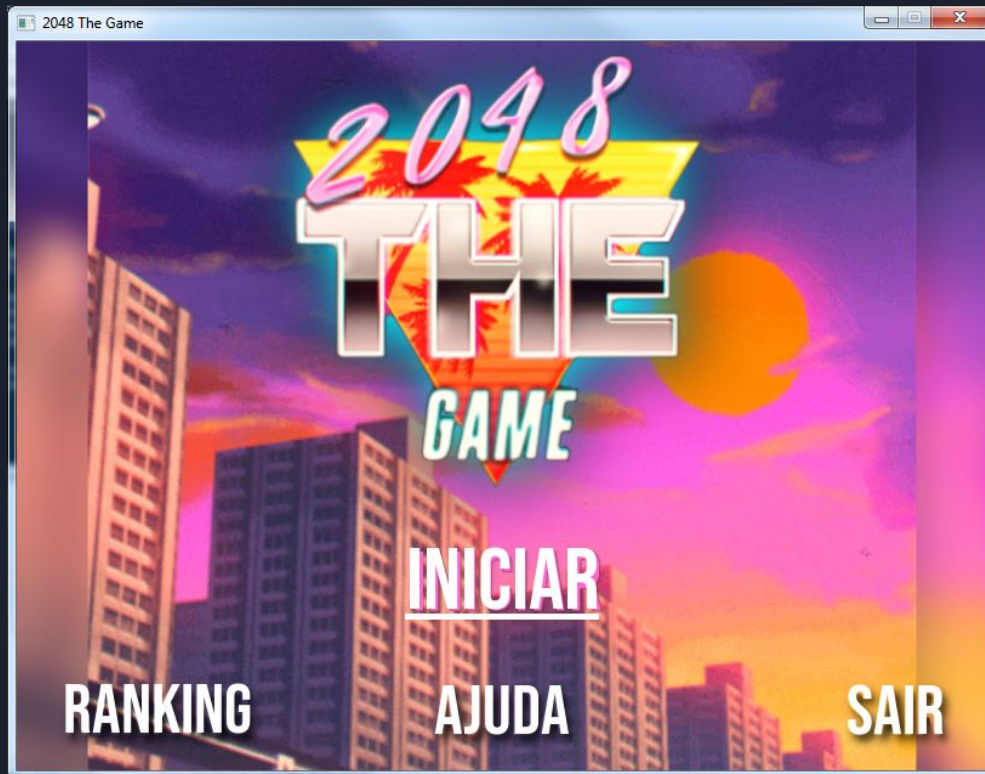 2048 The Game
2048
THE
GAME
INICIAR
RANKING AJUDA SAIR